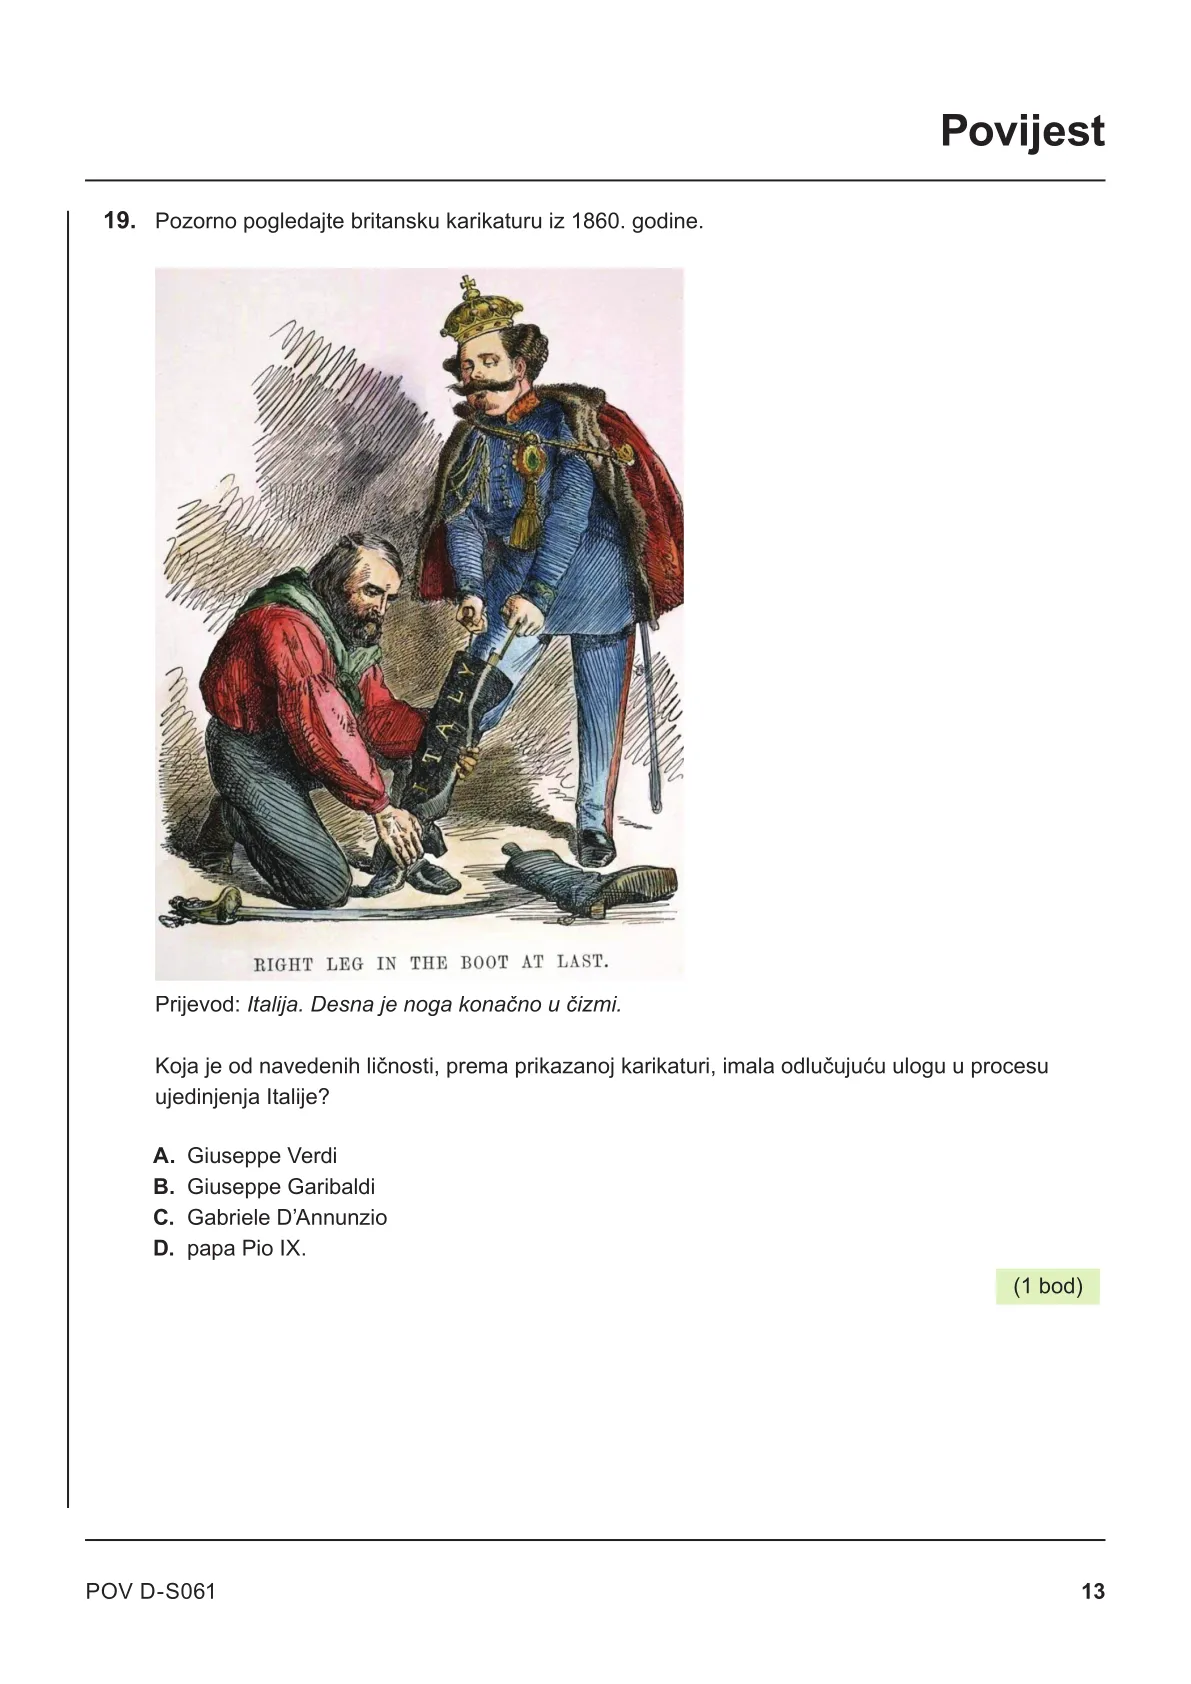 Povijest
19. Pozorno pogledajte britansku karikaturu iz 1860. godine.
ITALY
RIGHT LEG IN THE BOOT AT LAST.
Prijevod: Italija. Desna je noga konačno u čizmi.
Koja je od navedenih ličnosti, prema prikazanoj karikaturi, imala odlučujuću ulogu u procesu
ujedinjenja Italije?
A. Giuseppe Verdi
B. Giuseppe Garibaldi
C. Gabriele D’Annunzio
D. papa Pio IX.
(1 bod)
POV D-S061
13